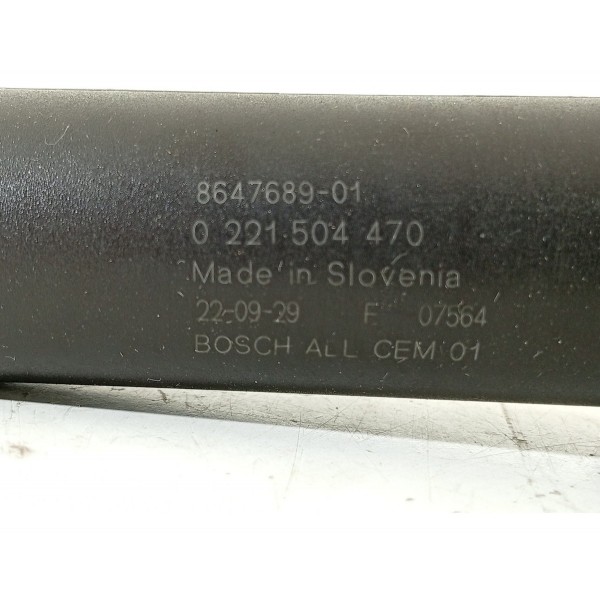 8647689-01
0 221 504 470
Made in Slovenia
22-09-29 F 07564
BOSCH ALL CEM 01